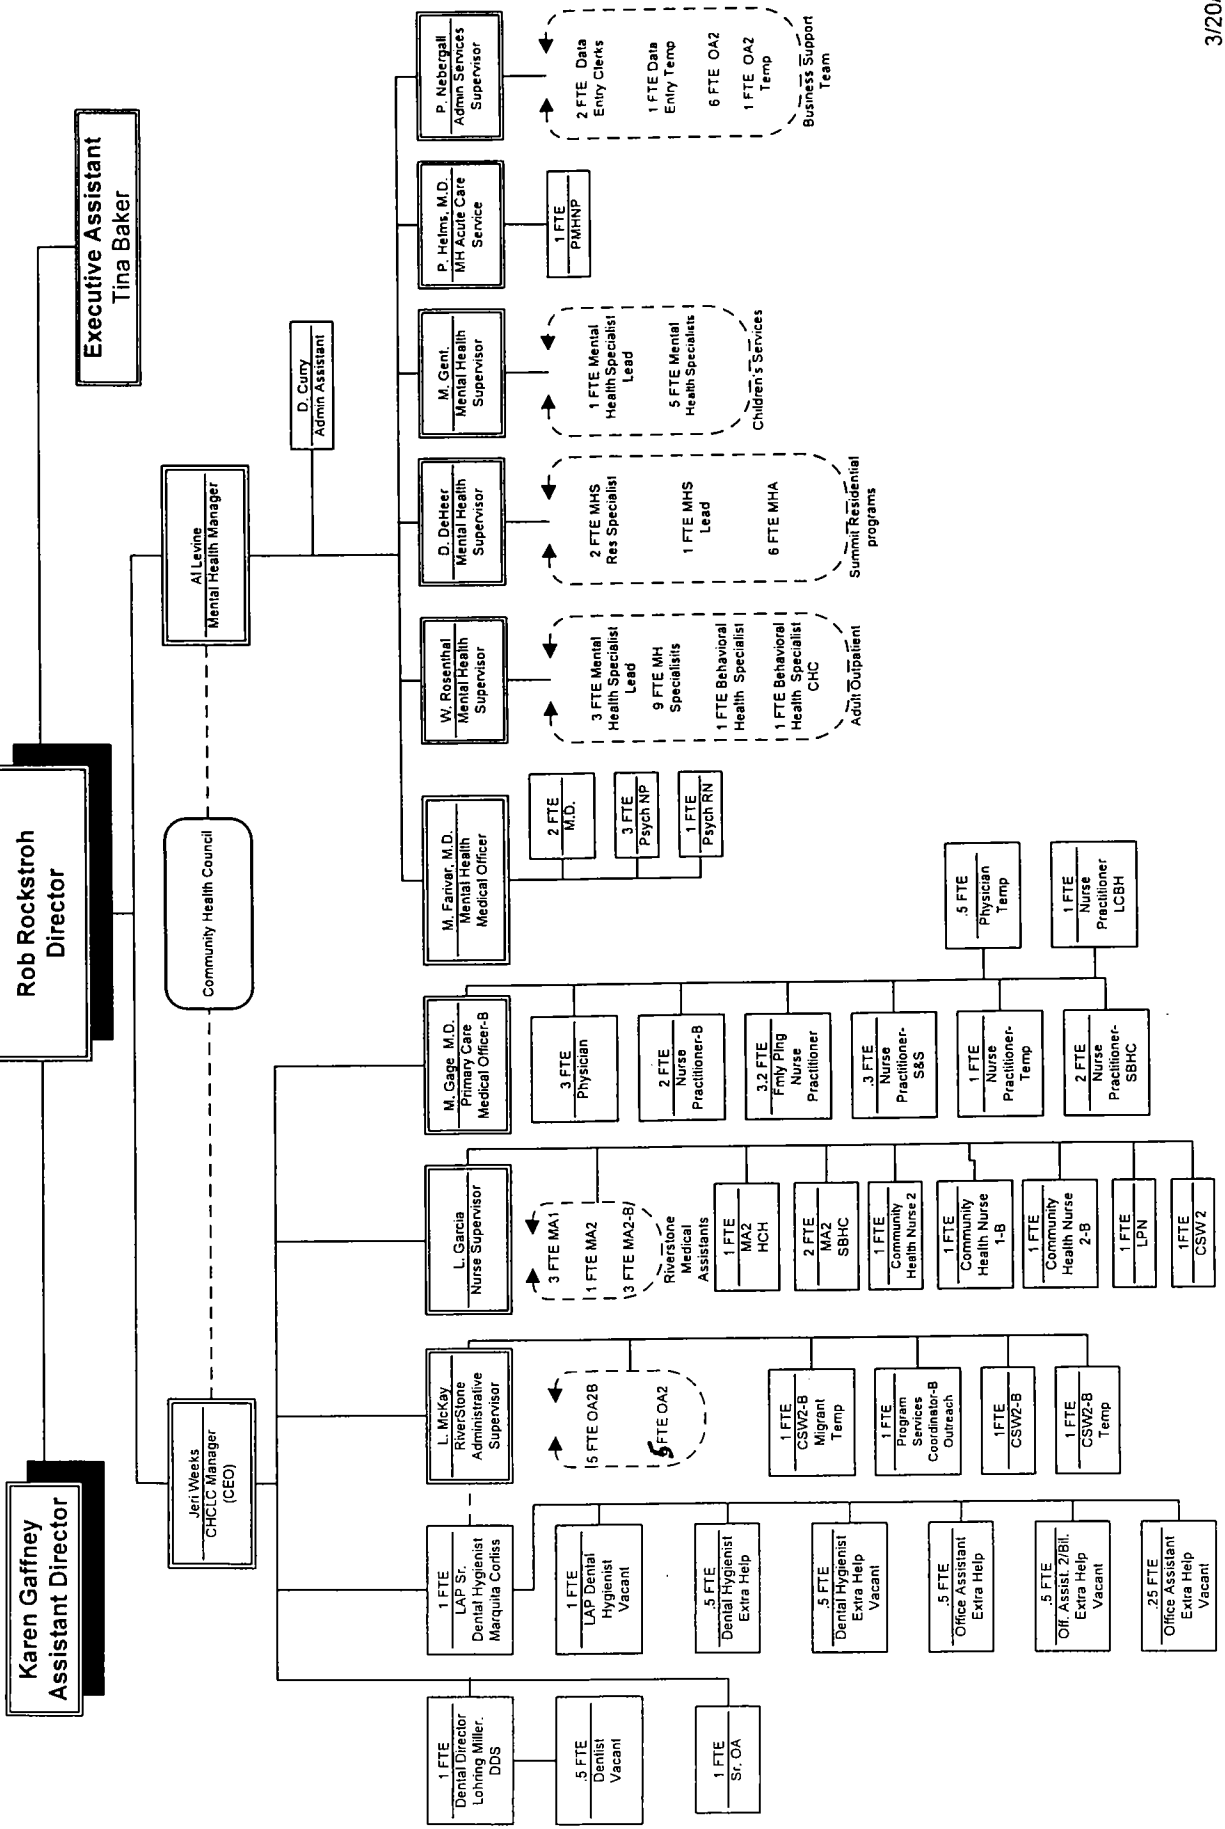 Rob Rockstroh
Director
Karen Gaffney
Assistant Director
Executive Assistant
Tina Baker
Jeri Weeks
CHCLC Manager
(CEO)
Community Health Council
Al Levine
Mental Health Manager
D. Curry
Admin Assistant
1 FTE
Dental Director
Lohring Miller.
DDS
.5 FTE
Dentist
Vacant
1 FTE
Sr. OA
1 FTE
LAP Sr.
Dental Hygienist
Marquita Corliss
1 FTE
LAP Dental
Hygienist
Vacant
.5 FTE
Dental Hygienist
Extra Help
.5 FTE
Dental Hygienist
Extra Help
Vacant
.5 FTE
Office Assistant
Extra Help
.5 FTE
Off. Assist. 2/Bil.
Extra Help
Vacant
.25 FTE
Office Assistant
Extra Help
Vacant
L. McKay
RiverStone
Administrative
Supervisor
5 FTE OA2B
5 FTE OA2
1 FTE
CSW2-B
Migrant
Temp
1 FTE
Program
Services
Coordinator-B
Outreach
1FTE
CSW2-B
1 FTE
CSW2-B
Temp
L. Garcia
Nurse Supervisor
3 FTE MA1
1 FTE MA2
3 FTE MA2-B
Riverstone
Medical
Assistants
1 FTE
MA2
HCH
2 FTE
MA2
SBHC
1 FTE
Community
Health Nurse 2
1 FTE
Community
Health Nurse
1-B
1 FTE
Community
Health Nurse
2-B
1 FTE
LPN
1FTE
CSW 2
M. Gage M.D.
Primary Care
Medical Officer-B
3 FTE
Physician
2 FTE
Nurse
Practitioner-B
3.2 FTE
Fmly Plng
Nurse
Practitioner
.3 FTE
Nurse
Practitioner-
S&S
1 FTE
Nurse
Practitioner-
Temp
2 FTE
Nurse
Practitioner-
SBHC
.5 FTE
Physician
Temp
1 FTE
Nurse
Practitioner
LCBH
M. Farivar, M.D.
Mental Health
Medical Officer
2 FTE
M.D.
3 FTE
Psych NP
1 FTE
Psych RN
W. Rosenthal
Mental Health
Supervisor
3 FTE Mental
Health Specialist
Lead
9 FTE MH
Specialisits
1 FTE Behavioral
Health Specialist
1 FTE Behavioral
Health Specialist
CHC
Adult Outpatient
D. DeHeer
Mental Health
Supervisor
2 FTE MHS
Res Specialist
1 FTE MHS
Lead
6 FTE MHA
Summit Residential
programs
M. Gent.
Mental Health
Supervisor
1 FTE Mental
Health Specialist
Lead
5 FTE Mental
Health Specialists
Children's Services
P. Helms, M.D.
MH Acute Care
Service
1 FTE
PMHNP
P. Nebergall
Admin Services
Supervisor
2 FTE Data
Entry Clerks
1 FTE Data
Entry Temp
6 FTE OA2
1 FTE OA2
Temp
Business Support
Team
3/20/